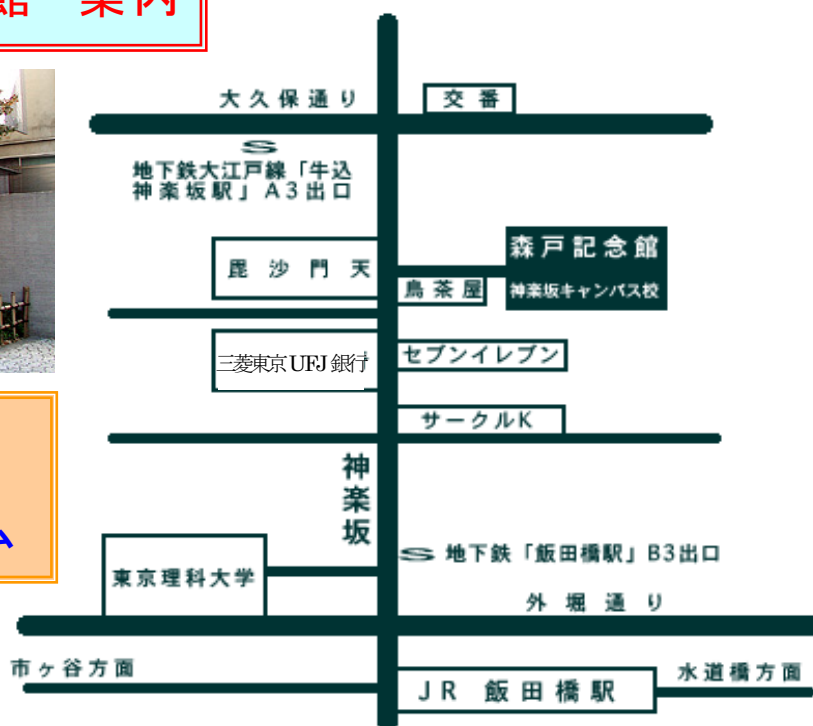 館 案内
大久保通り
交番
地下鉄大江戸線「牛込
神楽坂駅」A3出口
毘沙門天
鳥茶屋
森戸記念館
神楽坂キャンパス校
三菱東京UFJ銀行
セブンイレブン
サークルK
神楽坂
地下鉄「飯田橋駅」B3出口
東京理科大学
外堀通り
市ヶ谷方面
JR 飯田橋駅
水道橋方面
ム